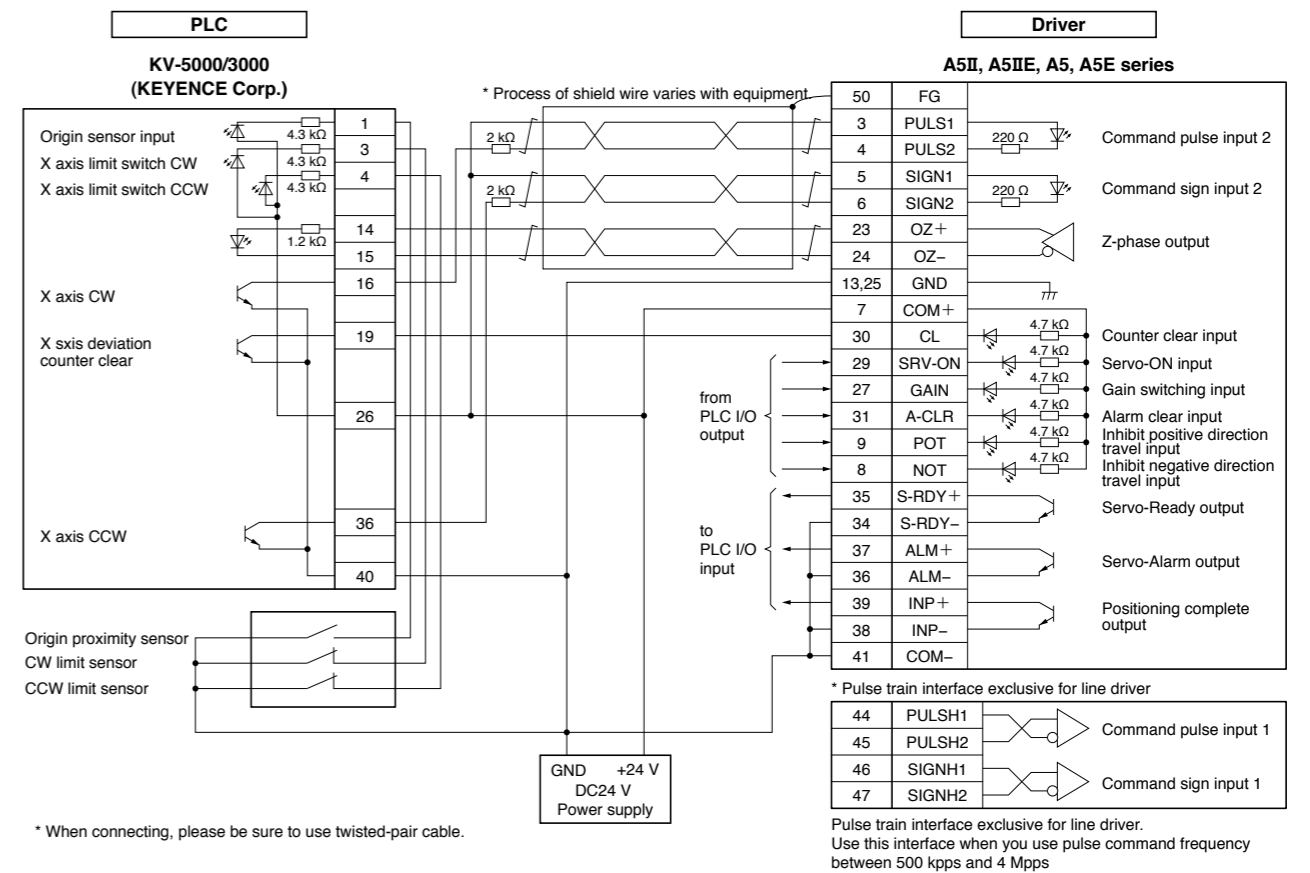 PLC
Driver
KV-5000/3000
(KEYENCE Corp.)
A5II, A5IIE, A5, A5E series
* Process of shield wire varies with equipment.
Origin sensor input
X axis limit switch CW
X axis limit switch CCW
4.3 kΩ
4.3 kΩ
4.3 kΩ
1.2 kΩ
X axis CW
X sxis deviation
counter clear
X axis CCW
1
3
4
14
15
16
19
26
36
40
2 kΩ
2 kΩ
50 FG
3 PULS1
4 PULS2
5 SIGN1
6 SIGN2
23 OZ+
24 OZ−
13,25 GND
7 COM+
30 CL
29 SRV-ON
27 GAIN
31 A-CLR
9 POT
8 NOT
35 S-RDY+
34 S-RDY−
37 ALM+
36 ALM−
39 INP+
38 INP−
41 COM−
220 Ω
Command pulse input 2
220 Ω
Command sign input 2
Z-phase output
4.7 kΩ
Counter clear input
4.7 kΩ
Servo-ON input
4.7 kΩ
Gain switching input
4.7 kΩ
Alarm clear input
4.7 kΩ
Inhibit positive direction
travel input
4.7 kΩ
Inhibit negative direction
travel input
Servo-Ready output
Servo-Alarm output
Positioning complete
output
from
PLC I/O
output
to
PLC I/O
input
Origin proximity sensor
CW limit sensor
CCW limit sensor
GND +24 V
DC24 V
Power supply
* When connecting, please be sure to use twisted-pair cable.
* Pulse train interface exclusive for line driver
44 PULSH1
45 PULSH2
46 SIGNH1
47 SIGNH2
Command pulse input 1
Command sign input 1
Pulse train interface exclusive for line driver.
Use this interface when you use pulse command frequency
between 500 kpps and 4 Mpps